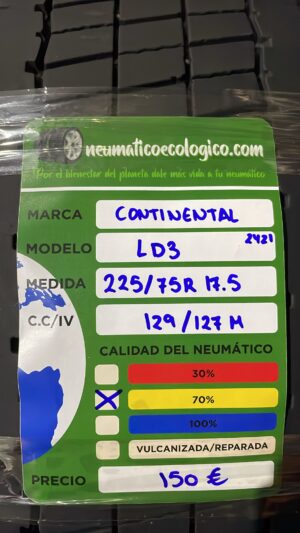 neumaticoecologico.com
Por el bienestar del planeta dale más vida a tu neumático
MARCA CONTINENTAL
MODELO LD3 2421
MEDIDA 225/75R 17.5
C.C/IV 129/127 M
CALIDAD DEL NEUMÁTICO
30%
X 70%
100%
VULCANIZADA/REPARADA
PRECIO 150 €